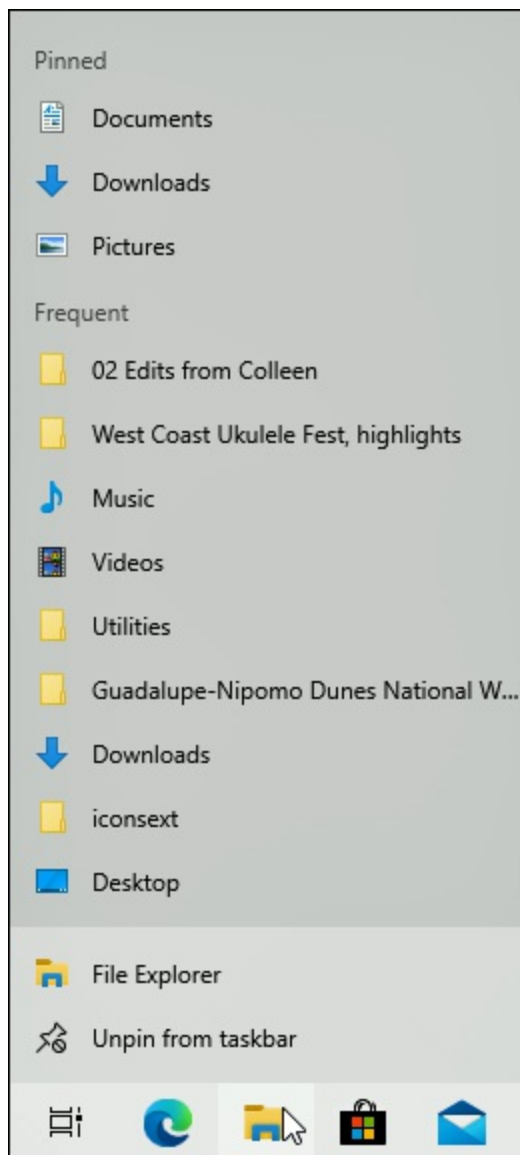 Pinned
Documents
Downloads
Pictures
Frequent
02 Edits from Colleen
West Coast Ukulele Fest, highlights
Music
Videos
Utilities
Guadalupe-Nipomo Dunes National W...
Downloads
iconsext
Desktop
File Explorer
Unpin from taskbar